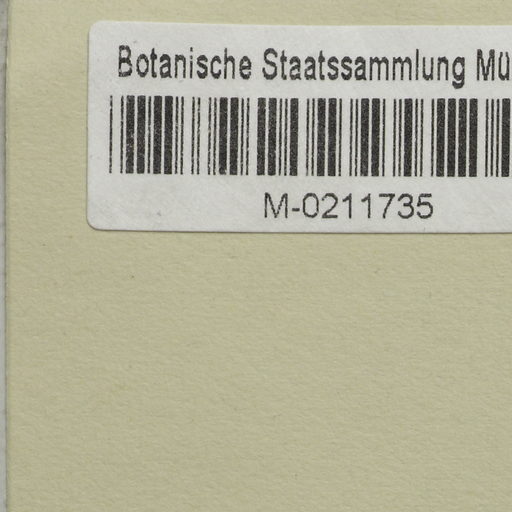 Botanische Staatssammlung Mü
M-0211735